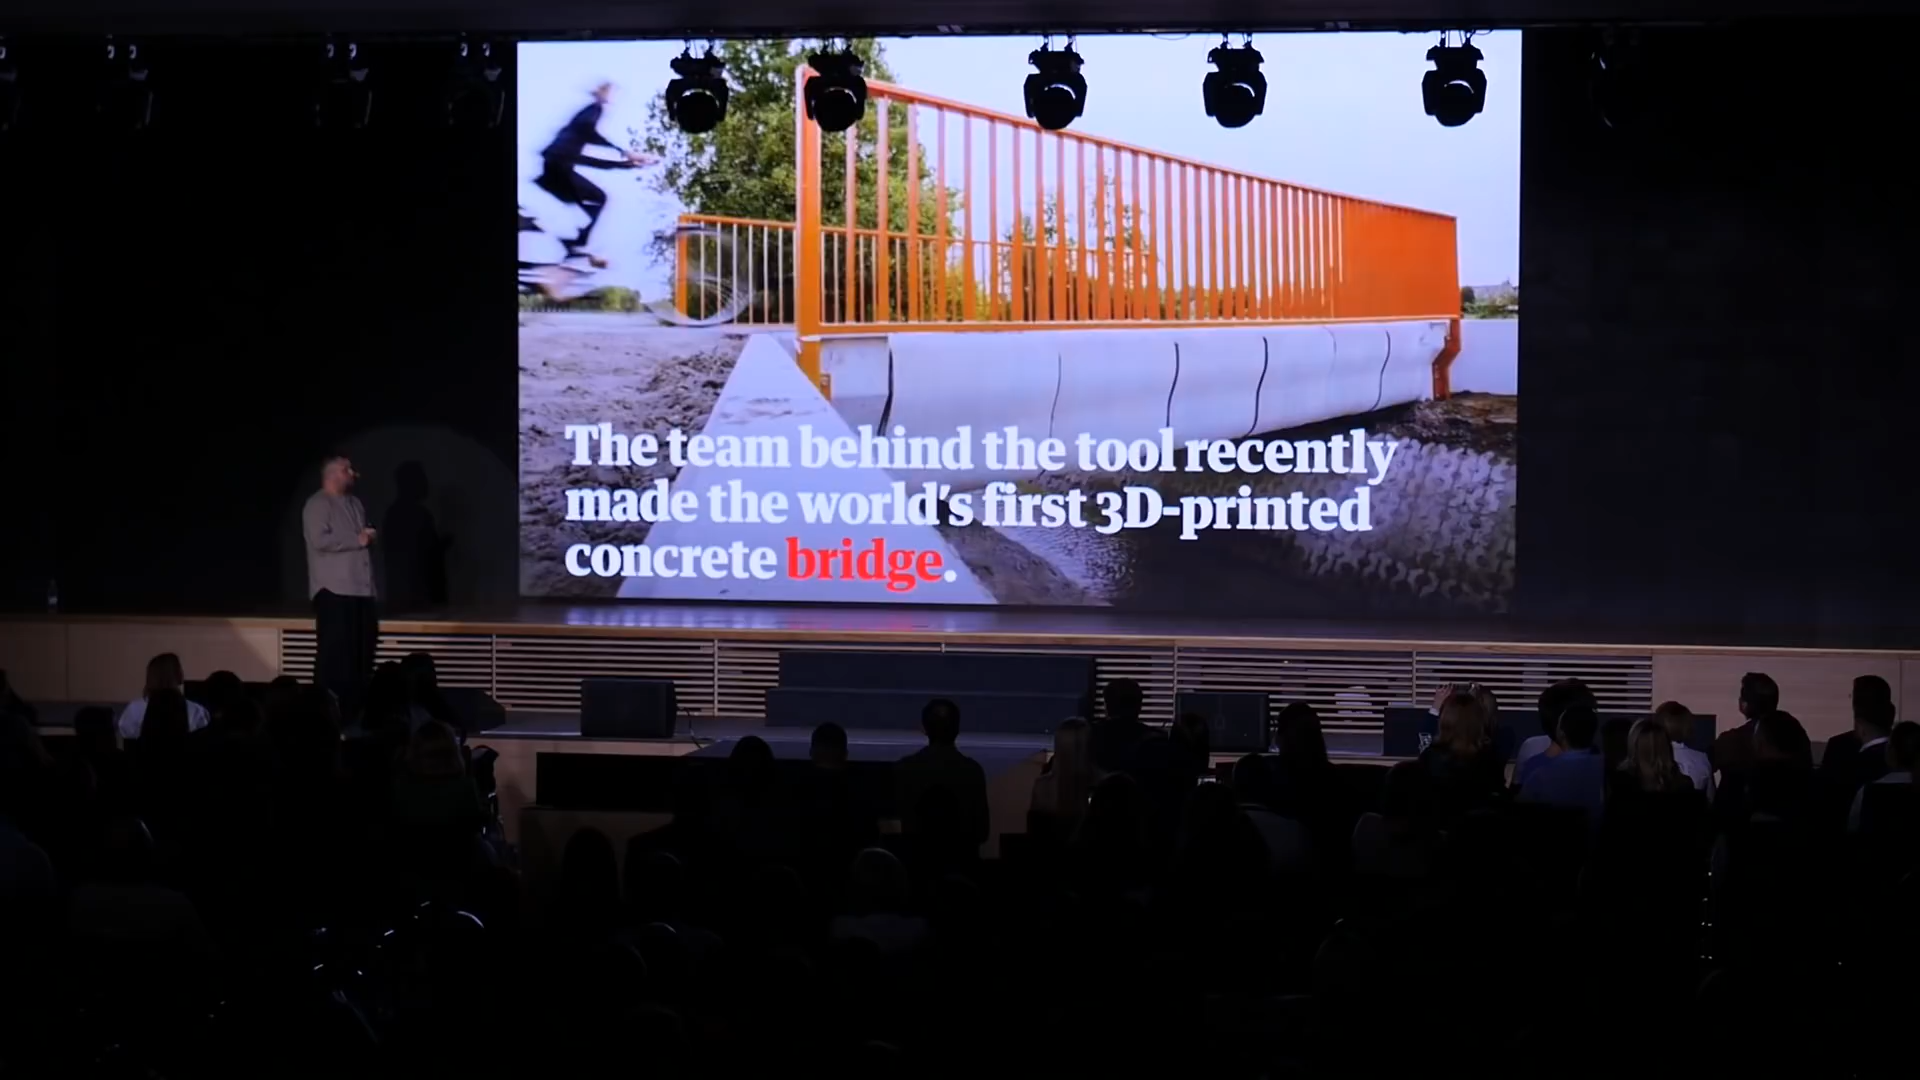 The team behind the tool recently
made the world's first 3D-printed
concrete bridge.